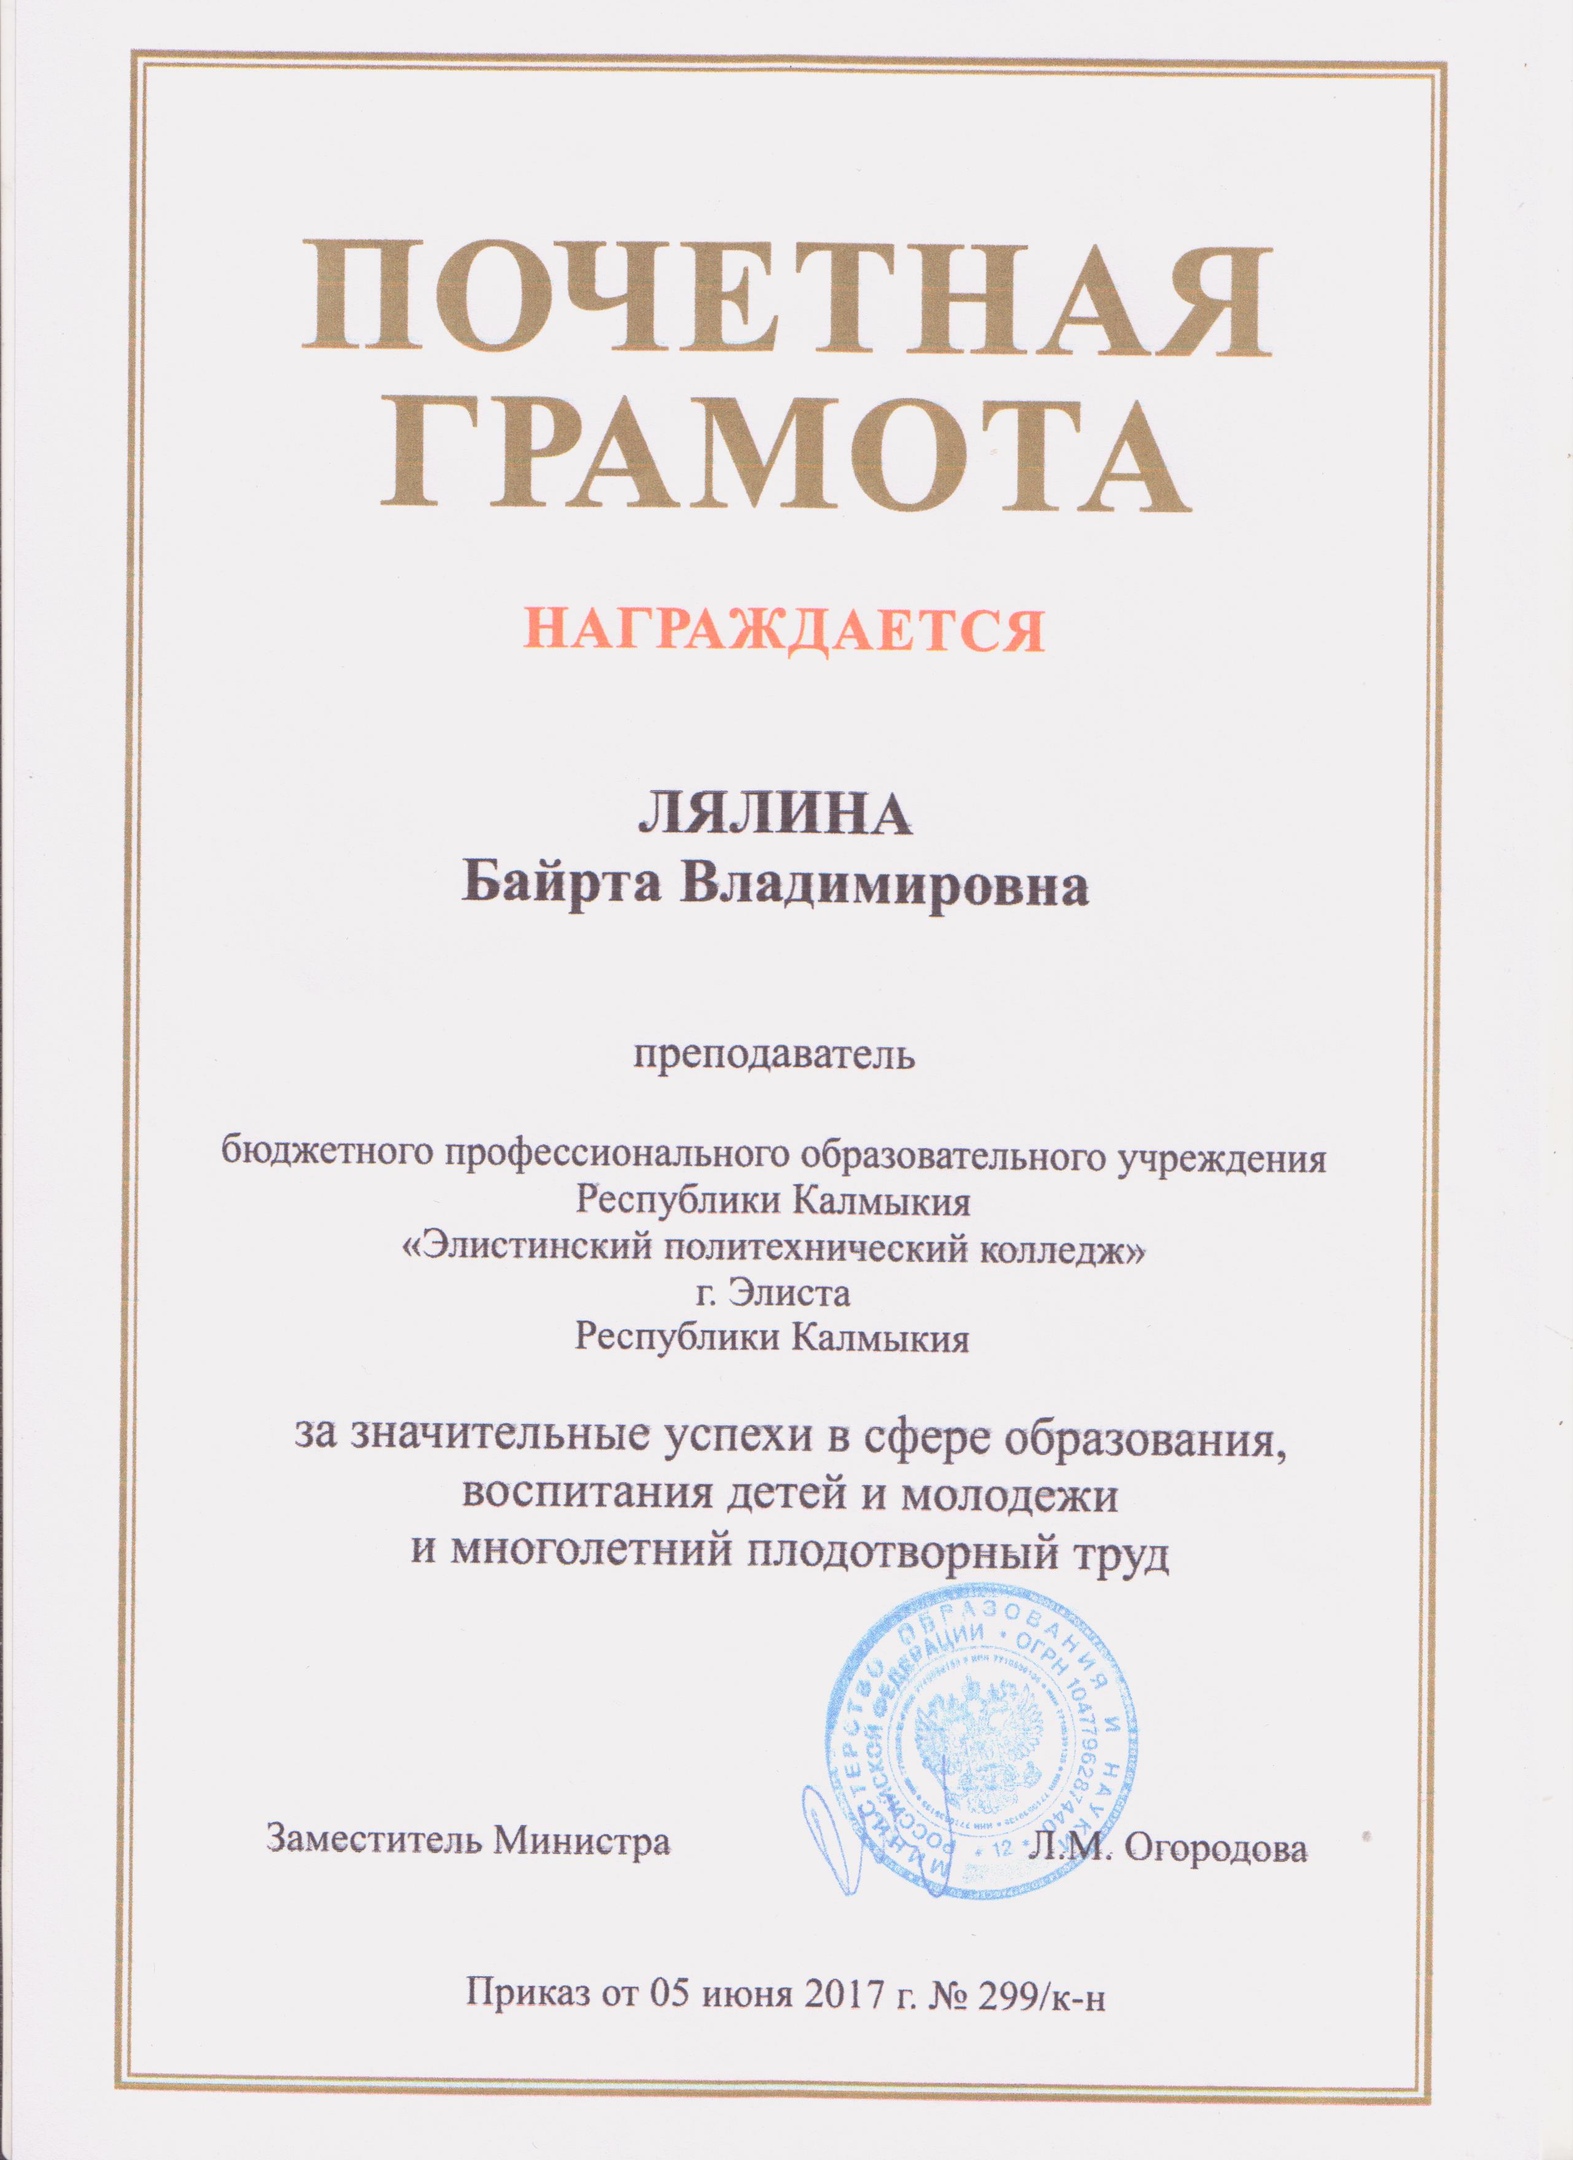 ПОЧЕТНАЯ
ГРАМОТА
НАГРАЖДАЕТСЯ
ЛЯЛИНА
Байрта Владимировна
преподаватель
бюджетного профессионального образовательного учреждения
Республики Калмыкия
«Элистинский политехнический колледж»
г. Элиста
Республики Калмыкия
за значительные успехи в сфере образования,
воспитания детей и молодежи
и многолетний плодотворный труд
МИНИСТЕРСТВО ОБРАЗОВАНИЯ И НАУКИ
РОССИЙСКОЙ ФЕДЕРАЦИИ * ОГРН 1047796287440
* 12 *
Заместитель Министра Л.М. Огородова
Приказ от 05 июня 2017 г. № 299/к-н